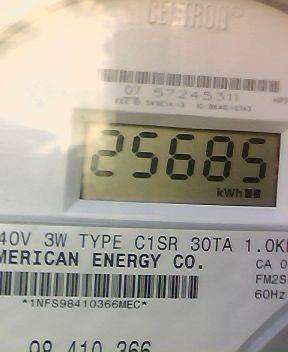 CELTRON
07 57245311
25685
kWh
40V 3W TYPE C1SR 30TA 1.0K
MERICAN ENERGY CO.
CA 0
FM2S
60Hz
*1NFS98410366MEC*
98 410 366